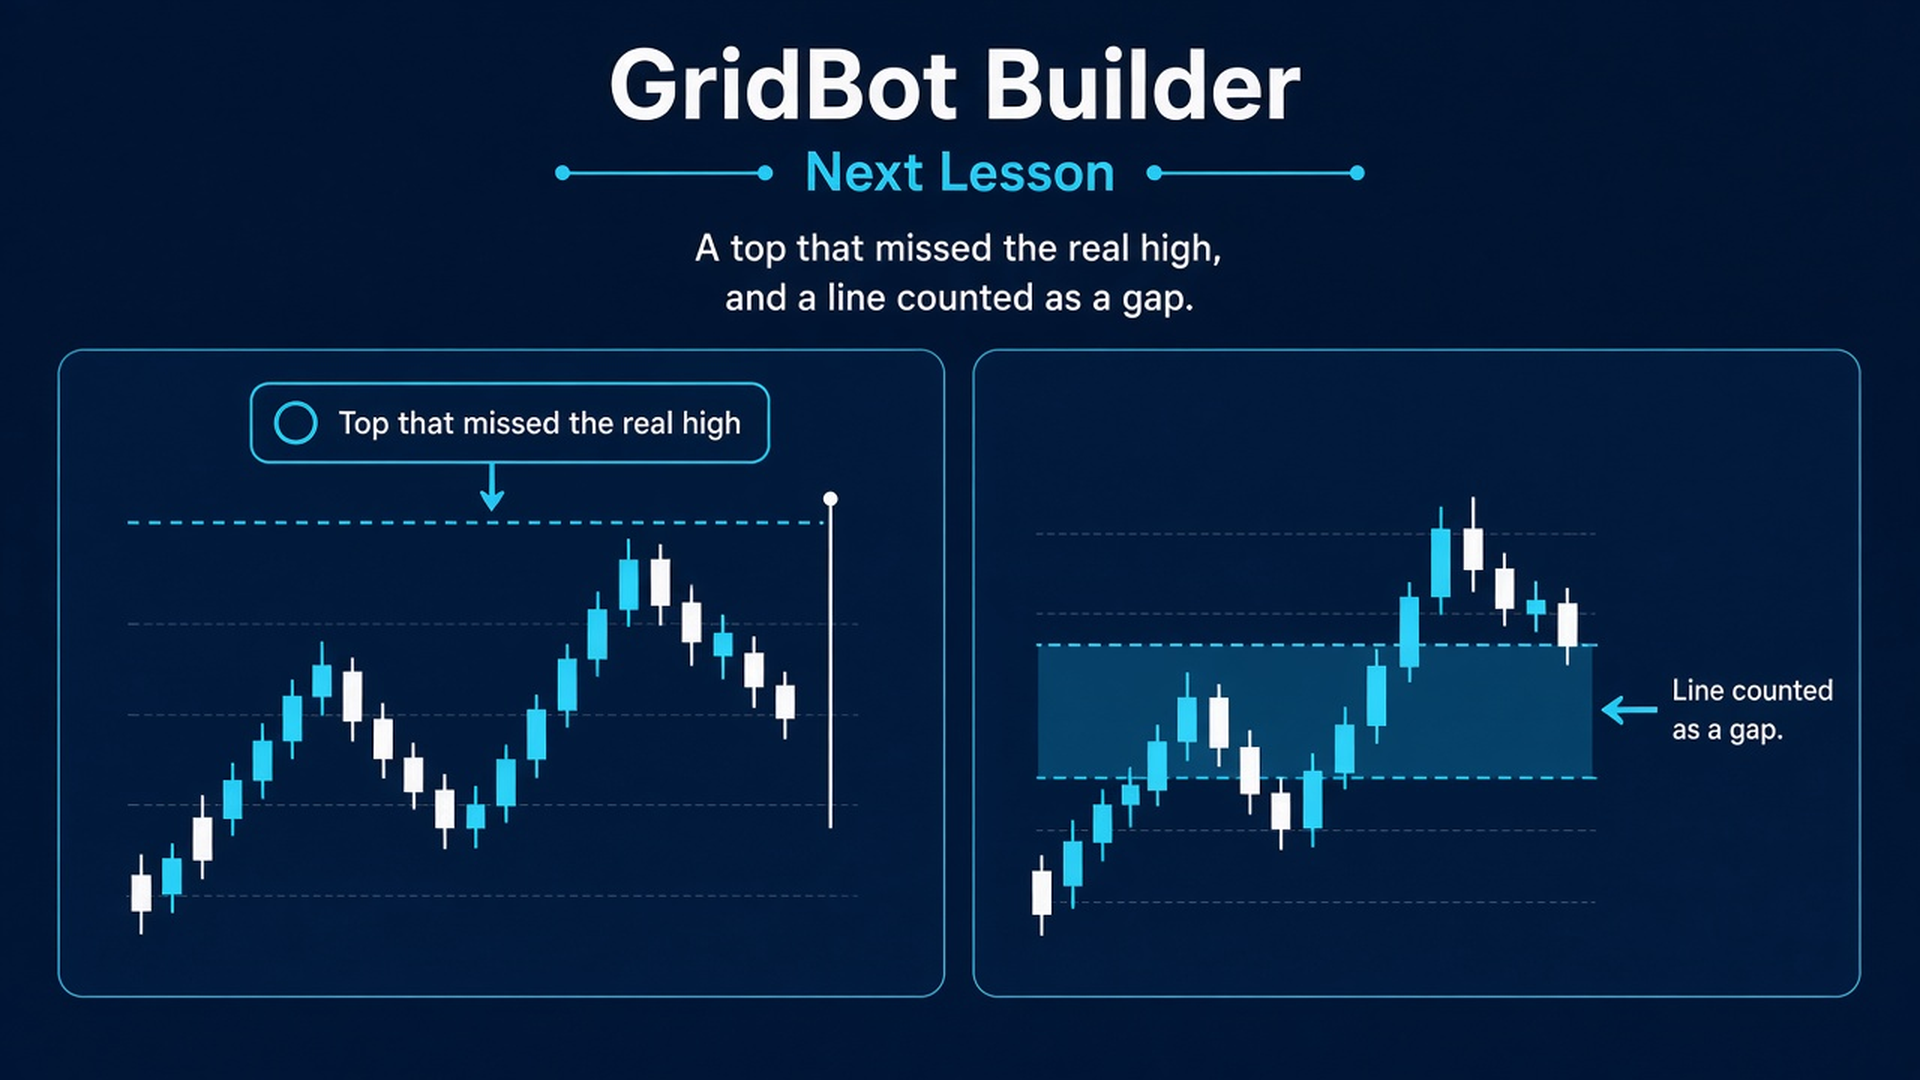 GridBot Builder
Next Lesson
A top that missed the real high,
and a line counted as a gap.
Top that missed the real high
Line counted
as a gap.